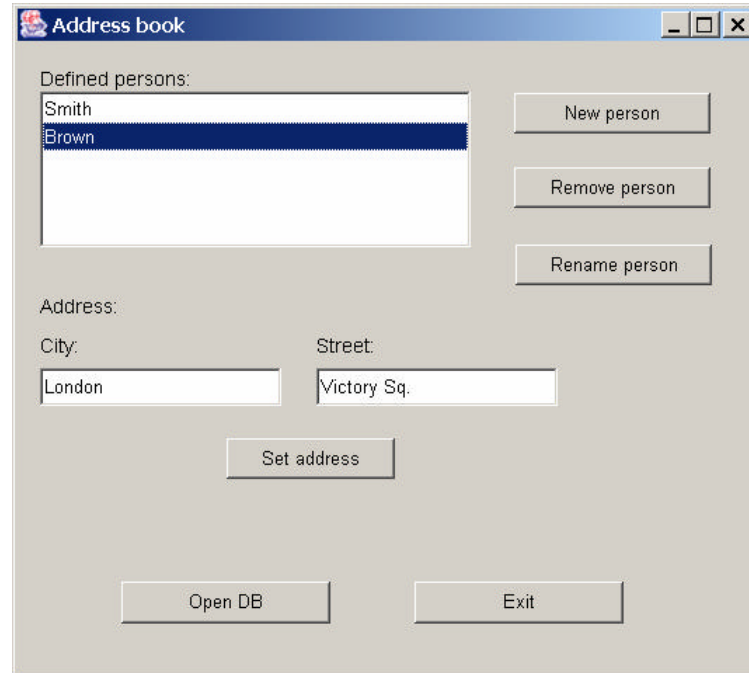 Address book
Defined persons:
Smith
Brown
New person
Remove person
Rename person
Address:
City:
Street:
London
Victory Sq.
Set address
Open DB
Exit